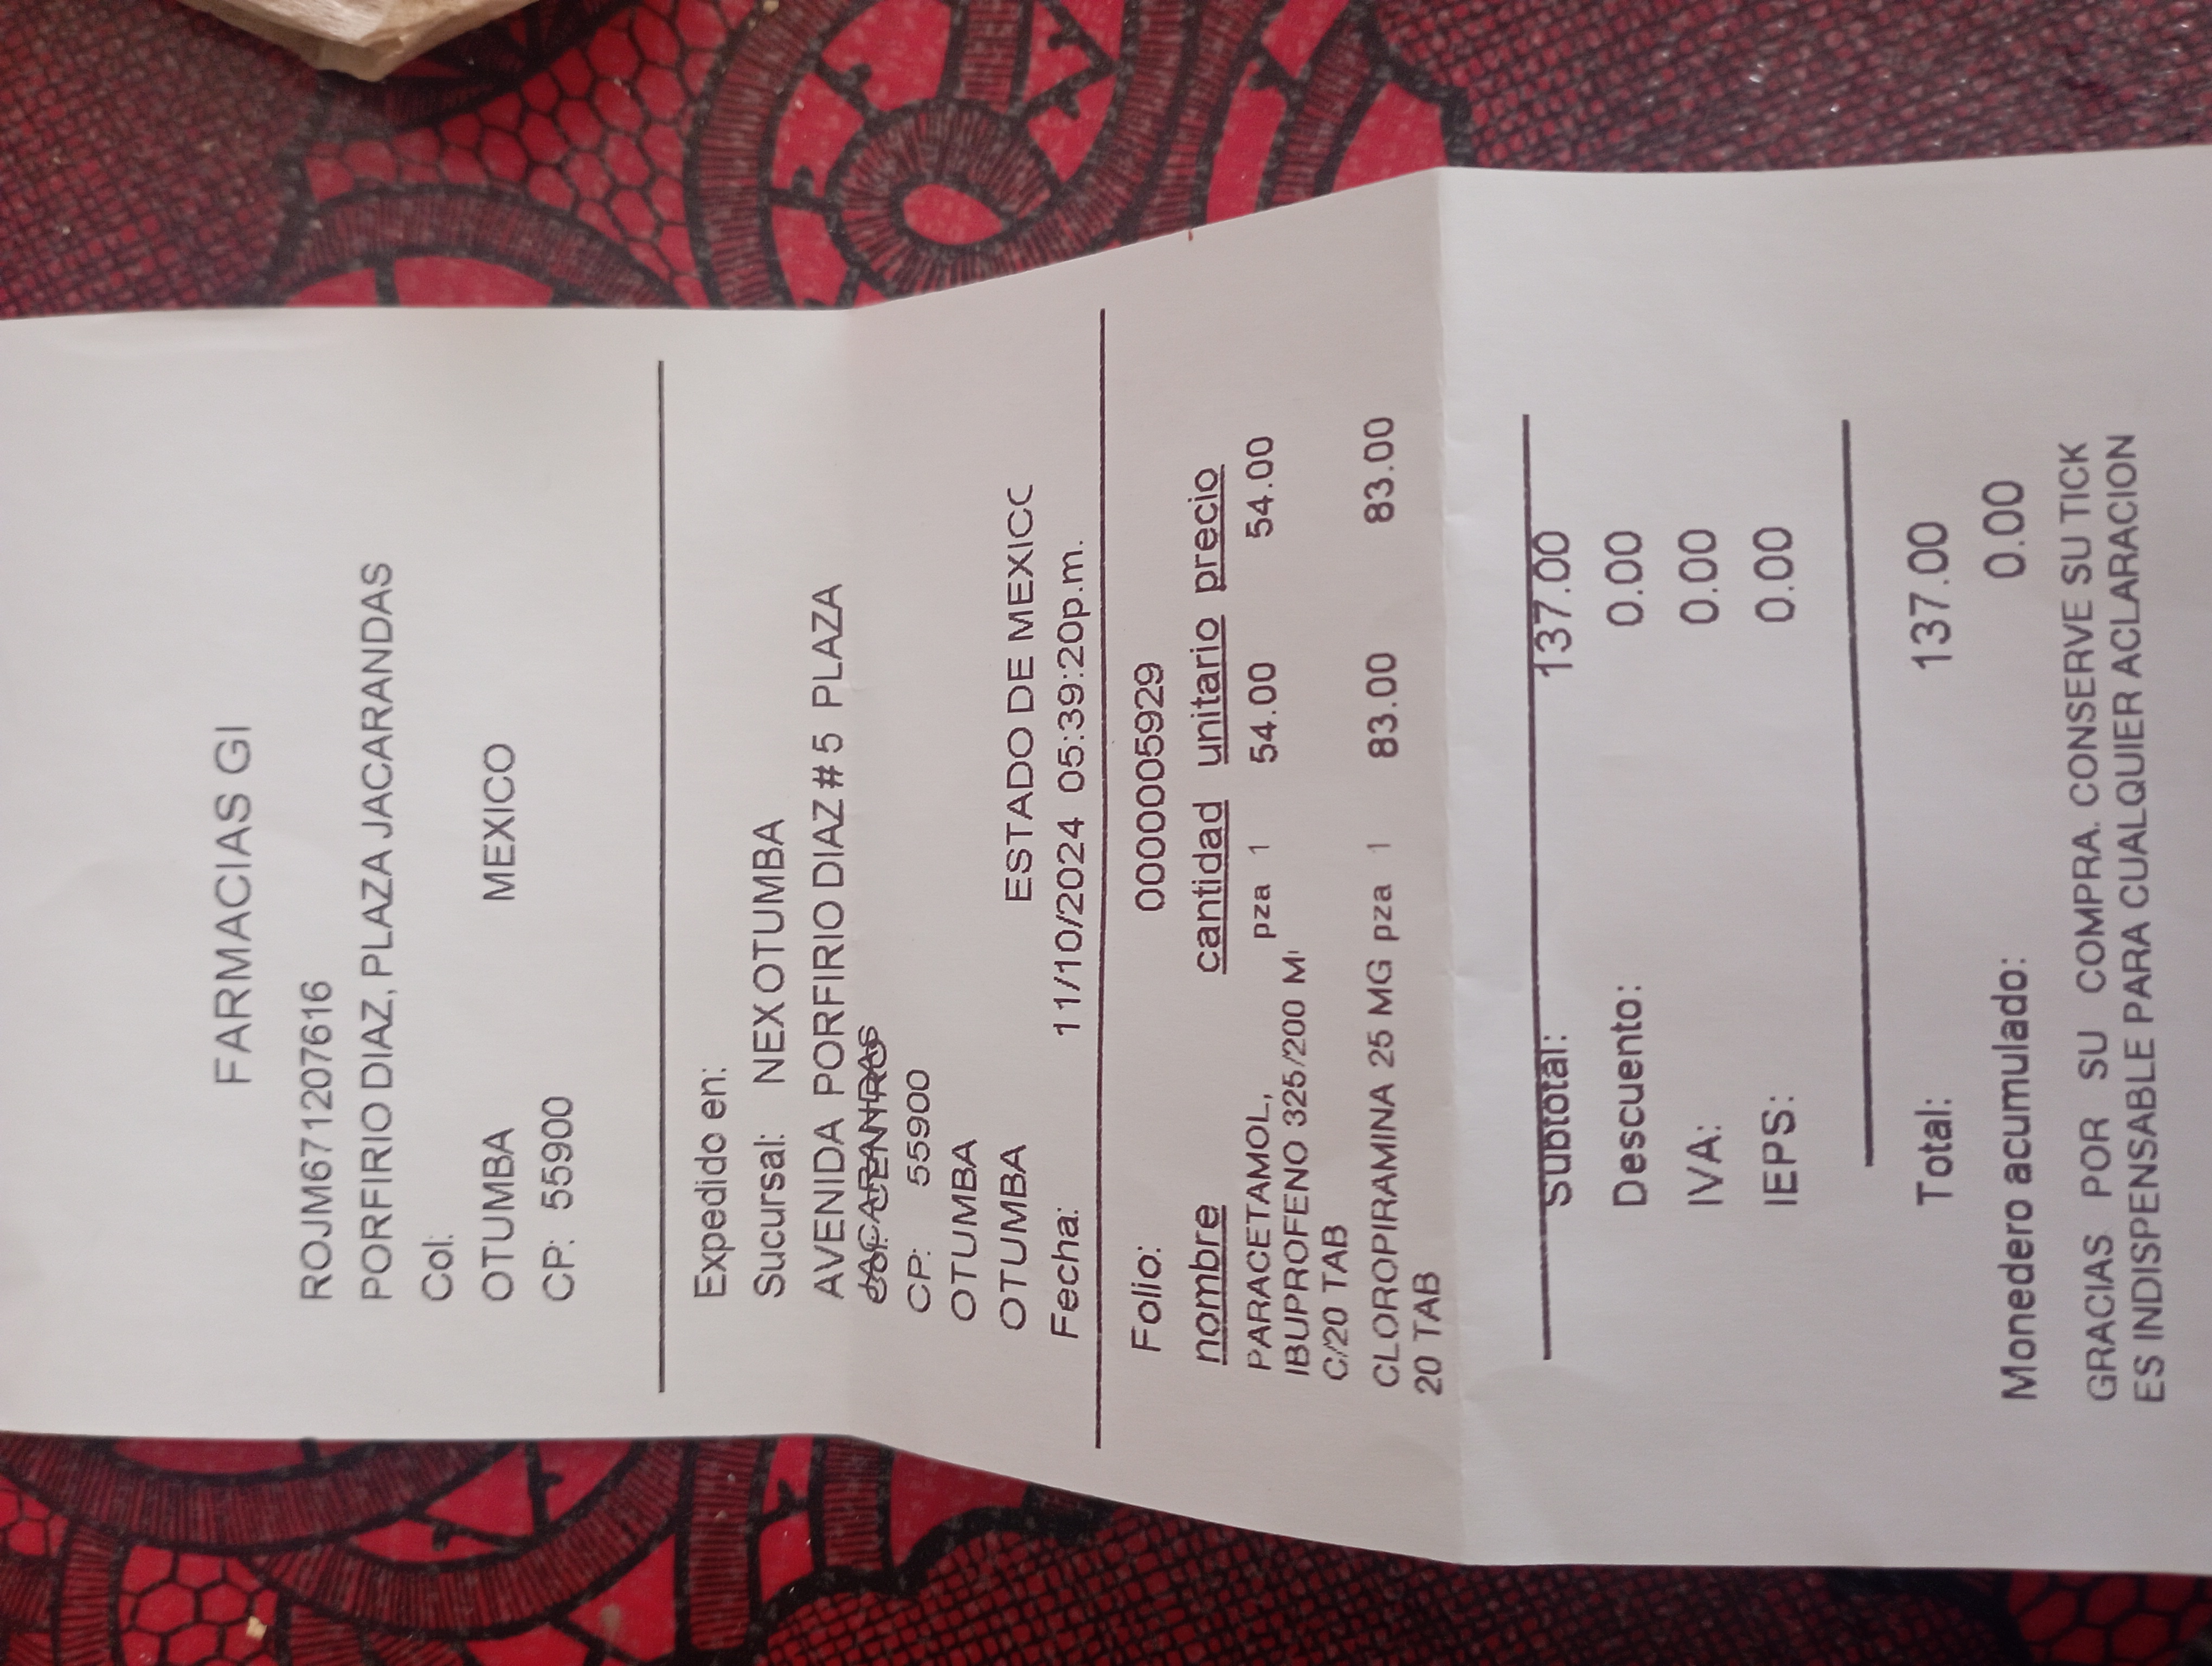 FARMACIAS GI
ROJM671207616
PORFIRIO DIAZ, PLAZA JACARANDAS
Col:
OTUMBA MEXICO
CP: 55900
Expedido en:
Sucursal: NEXOTUMBA
AVENIDA PORFIRIO DIAZ # 5 PLAZA
CP: 55900
OTUMBA
OTUMBA ESTADO DE MEXICO
Fecha: 11/10/2024 05:39:20p.m.
Folio: 0000005929
nombre cantidad unitario precio
PARACETAMOL, pza 1 54.00 54.00
IBUPROFENO 325/200 M
C/20 TAB
CLOROPIRAMINA 25 MG pza 1 83.00 83.00
20 TAB
Subtotal: 137.00
Descuento: 0.00
IVA: 0.00
IEPS: 0.00
Total: 137.00
Monedero acumulado: 0.00
GRACIAS POR SU COMPRA. CONSERVE SU TICK
ES INDISPENSABLE PARA CUALQUIER ACLARACION